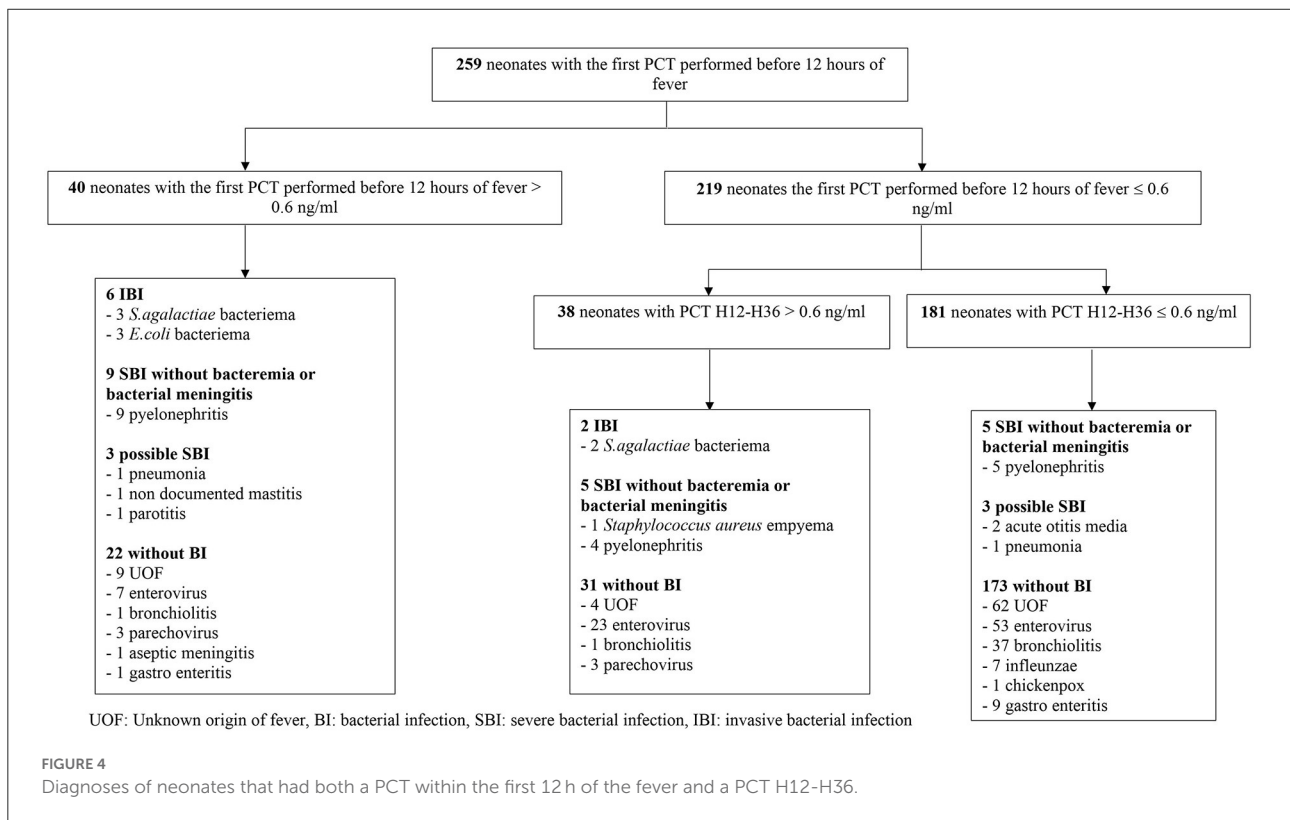 259 neonates with the first PCT performed before 12 hours of
fever
40 neonates with the first PCT performed before 12 hours of fever >
0.6 ng/ml
219 neonates the first PCT performed before 12 hours of fever ≤ 0.6
ng/ml
6 IBI
- 3 S.agalactiae bacteriema
- 3 E.coli bacteriema
9 SBI without bacteremia or
bacterial meningitis
- 9 pyelonephritis
3 possible SBI
- 1 pneumonia
- 1 non documented mastitis
- 1 parotitis
22 without BI
- 9 UOF
- 7 enterovirus
- 1 bronchiolitis
- 3 parechovirus
- 1 aseptic meningitis
- 1 gastro enteritis
38 neonates with PCT H12-H36 > 0.6 ng/ml
181 neonates with PCT H12-H36 ≤ 0.6 ng/ml
2 IBI
- 2 S.agalactiae bacteriema
5 SBI without bacteremia or
bacterial meningitis
- 1 Staphylococcus aureus empyema
- 4 pyelonephritis
31 without BI
- 4 UOF
- 23 enterovirus
- 1 bronchiolitis
- 3 parechovirus
5 SBI without bacteremia or
bacterial meningitis
- 5 pyelonephritis
3 possible SBI
- 2 acute otitis media
- 1 pneumonia
173 without BI
- 62 UOF
- 53 enterovirus
- 37 bronchiolitis
- 7 infleunzae
- 1 chickenpox
- 9 gastro enteritis
UOF: Unknown origin of fever, BI: bacterial infection, SBI: severe bacterial infection, IBI: invasive bacterial infection
FIGURE 4
Diagnoses of neonates that had both a PCT within the first 12 h of the fever and a PCT H12-H36.